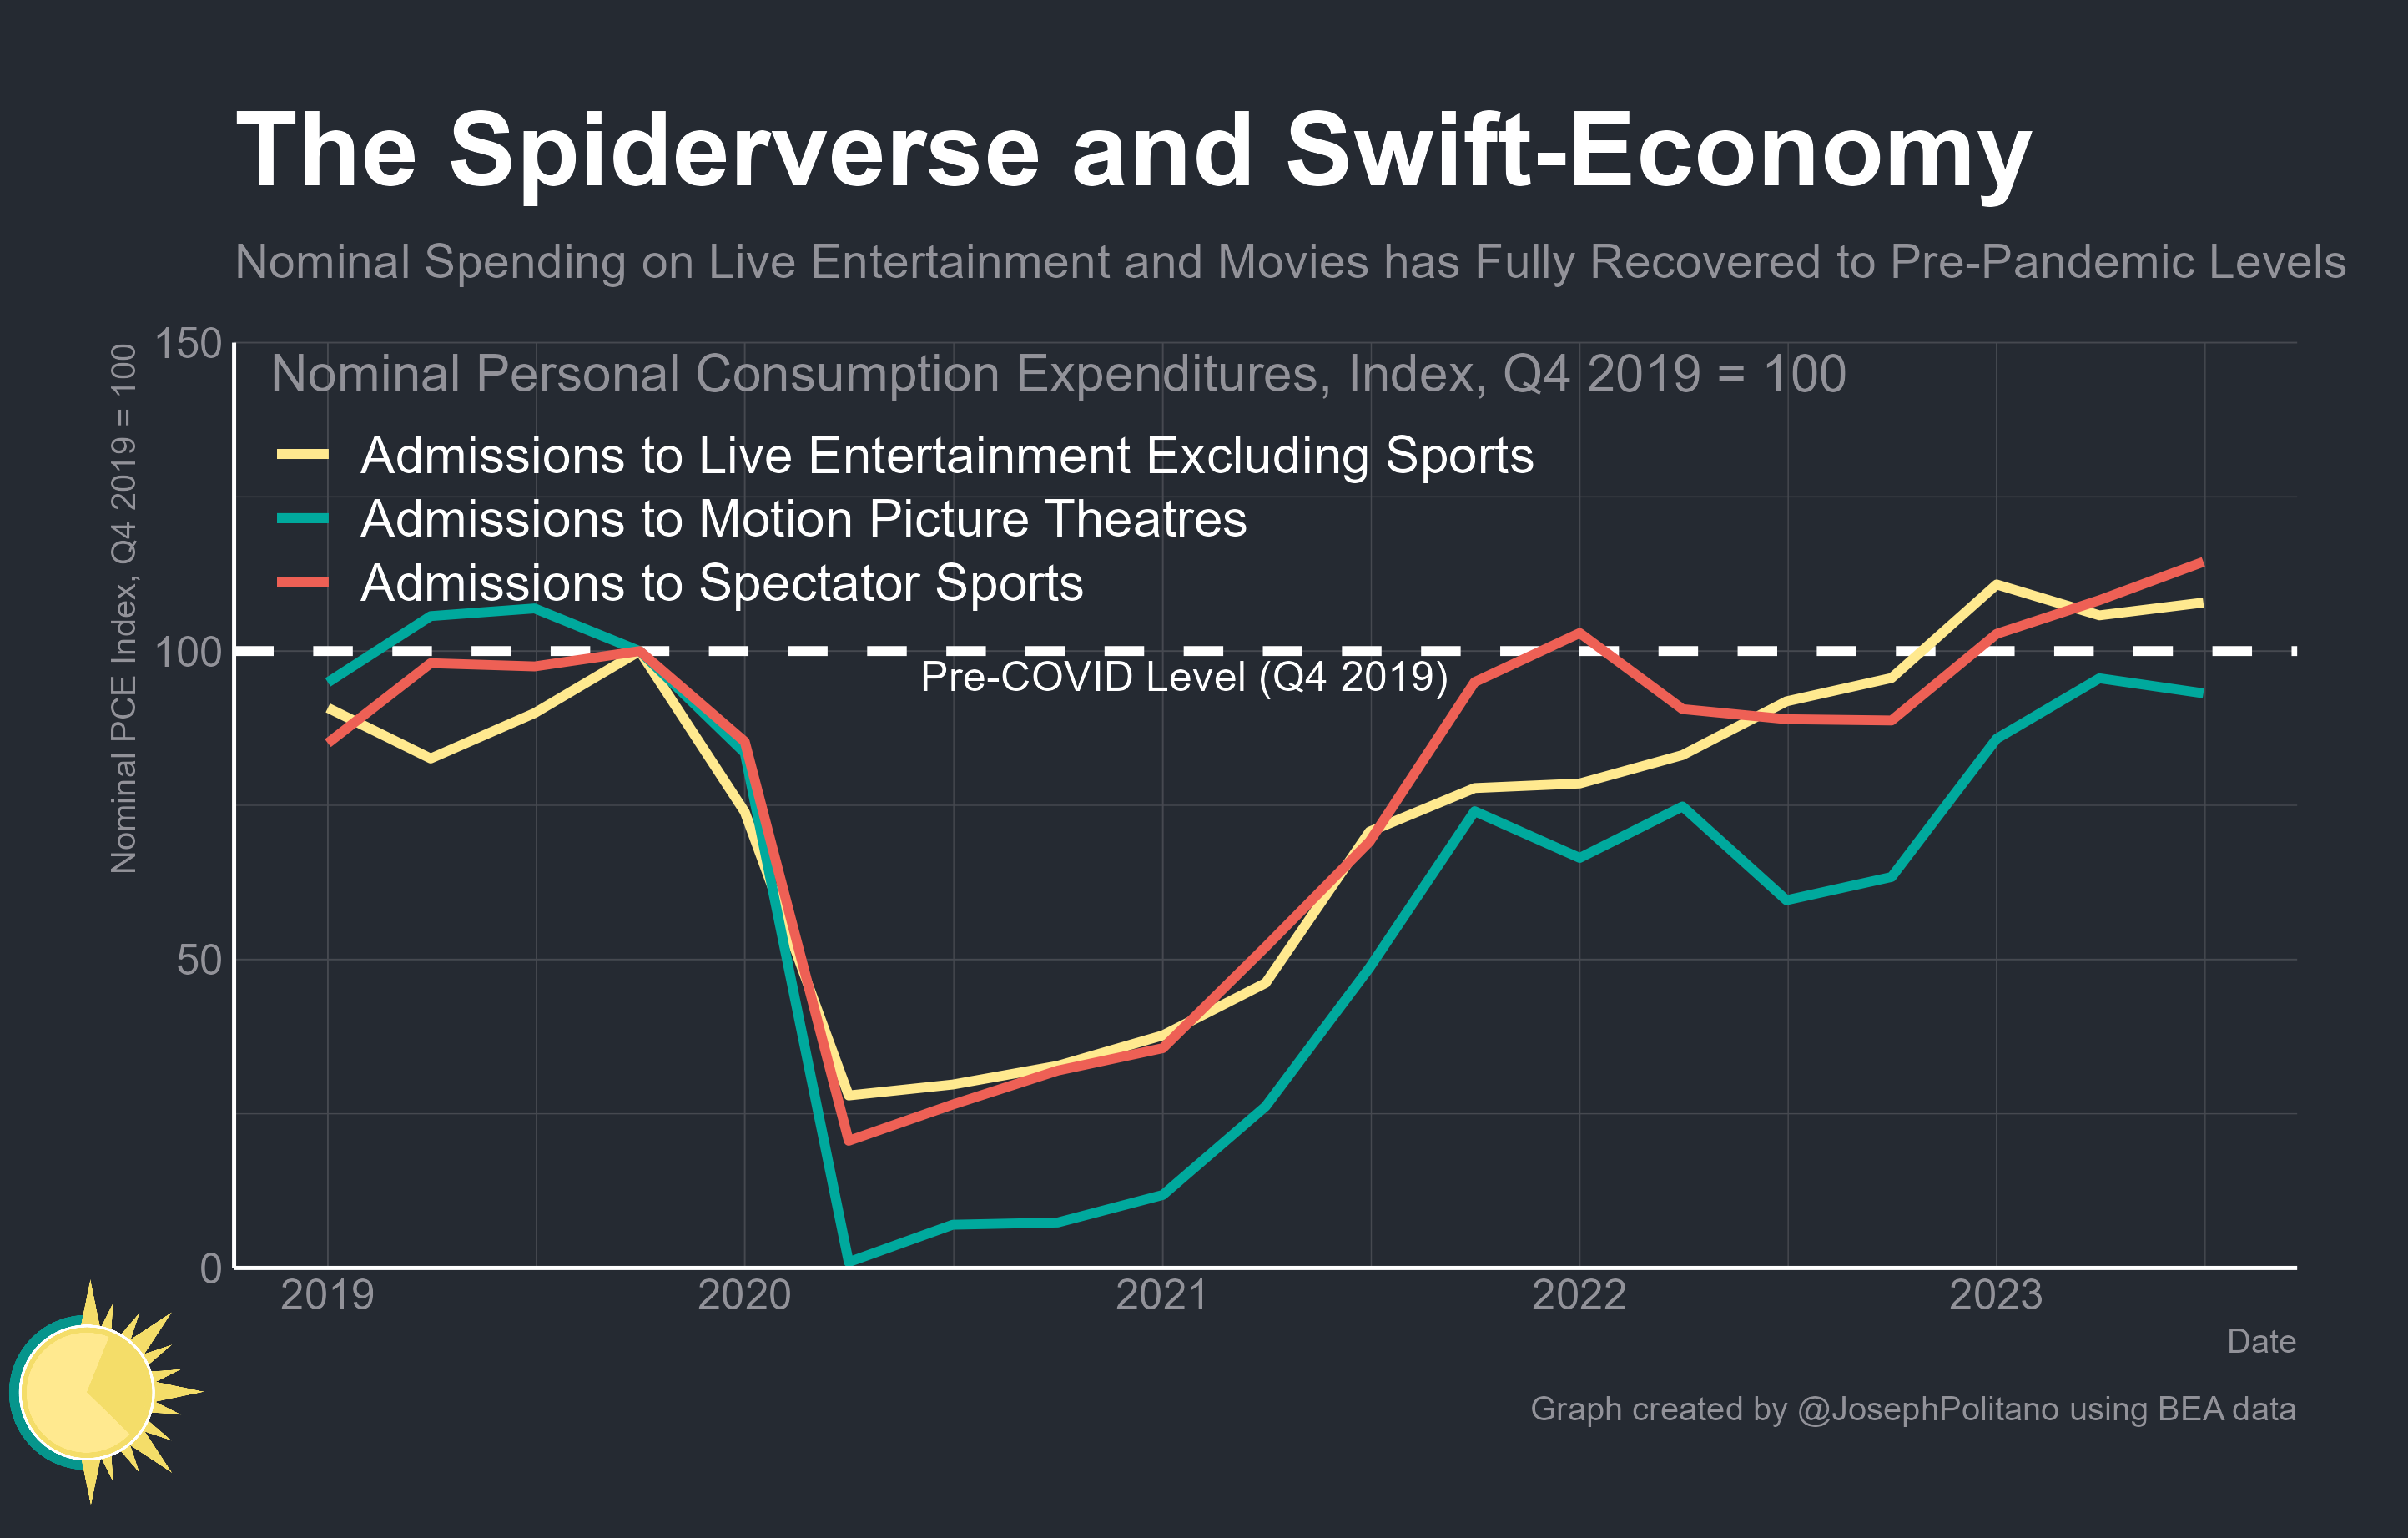 The Spiderverse and Swift-Economy
Nominal Spending on Live Entertainment and Movies has Fully Recovered to Pre-Pandemic Levels
Nominal PCE Index, Q4 2019 = 100
150
100
50
0
Nominal Personal Consumption Expenditures, Index, Q4 2019 = 100
Admissions to Live Entertainment Excluding Sports
Admissions to Motion Picture Theatres
Admissions to Spectator Sports
Pre-COVID Level (Q4 2019)
2019 2020 2021 2022 2023
Date
Graph created by @JosephPolitano using BEA data